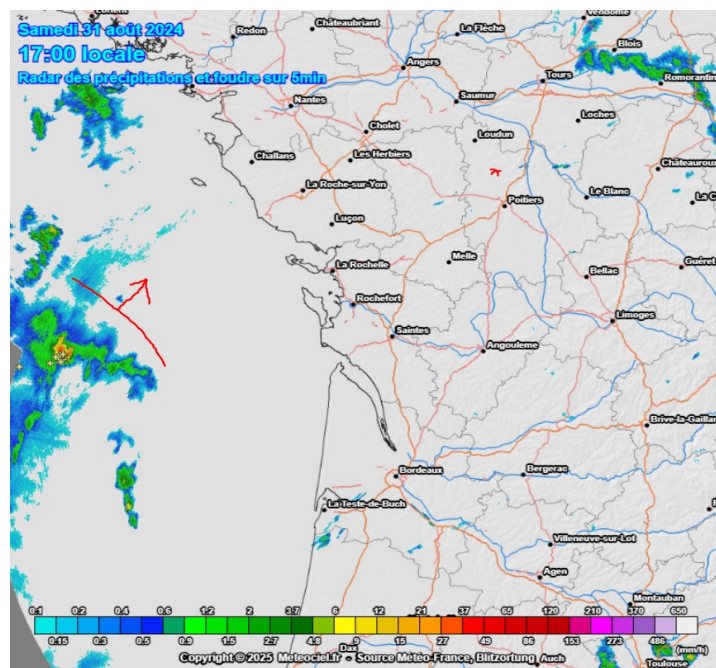 Lorient
Redon
Châteaubriant
La Flèche
Vendome
Samedi 31 août 2024
17:00 locale
Radar des précipitations et foudre sur 5min
Blois
Angers
Tours
Romorantin
Nantes
Saumur
Cholet
Loches
Loudun
Challans
Les Herbiers
Châteauroux
La Roche-sur-Yon
Poitiers
Le Blanc
La C
Luçon
Melle
La Rochelle
Bellac
Guéret
Rochefort
Limoges
Saintes
Angouleme
Brive-la-Gaillar
Bordeaux
Bergerac
La Teste-de-Buch
Villeneuve-sur-Lot
Agen
Montauban
0.1 0.2 0.4 0.6 1.2 2 3.7 6 12 21 37 65 120 210 370 650
0.15 0.3 0.5 0.9 1.5 2.7 4.8 9 15 27 49 86 153 273 486 (mm/h)
Dax
Copyright © 2025 Meteociel.fr - Source Météo-France, Blitzortung
Auch
Toulouse